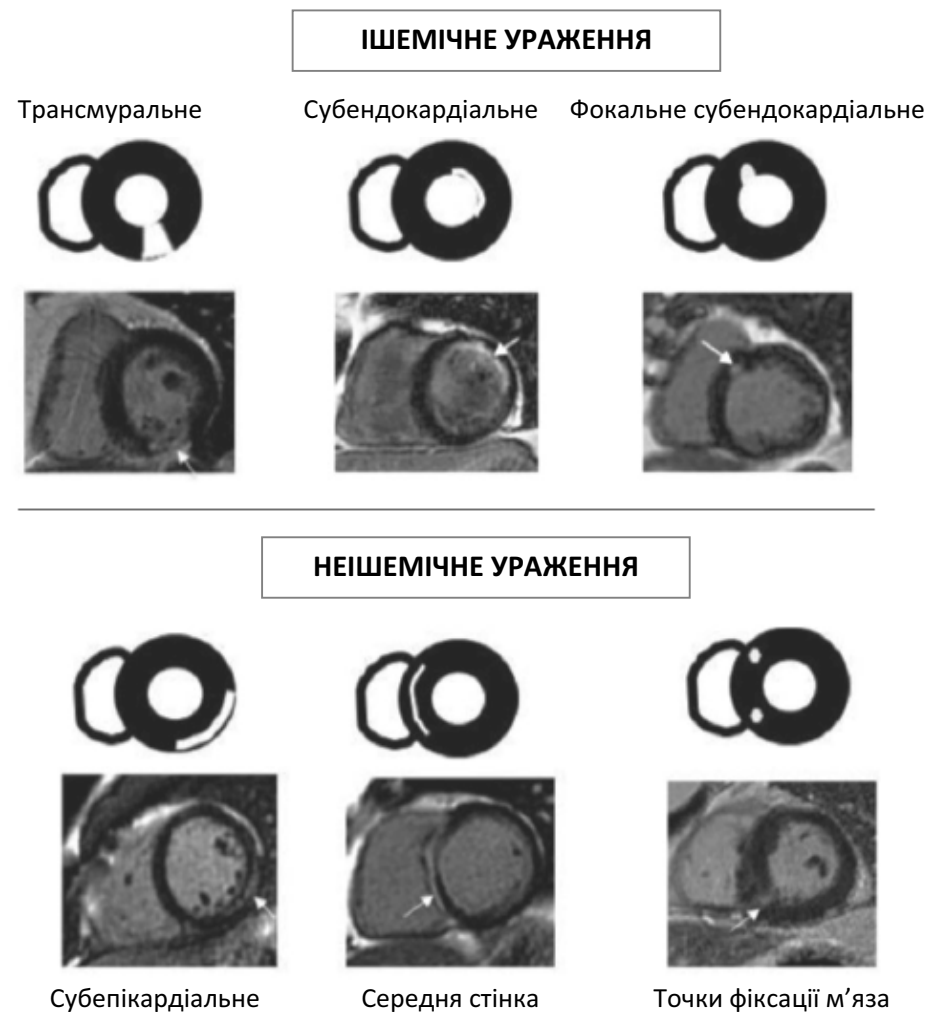 ІШЕМІЧНЕ УРАЖЕННЯ
Трансмуральне Субендокардіальне Фокальне субендокардіальне
НЕІШЕМІЧНЕ УРАЖЕННЯ
Субепікардіальне Середня стінка Точки фіксації м’яза